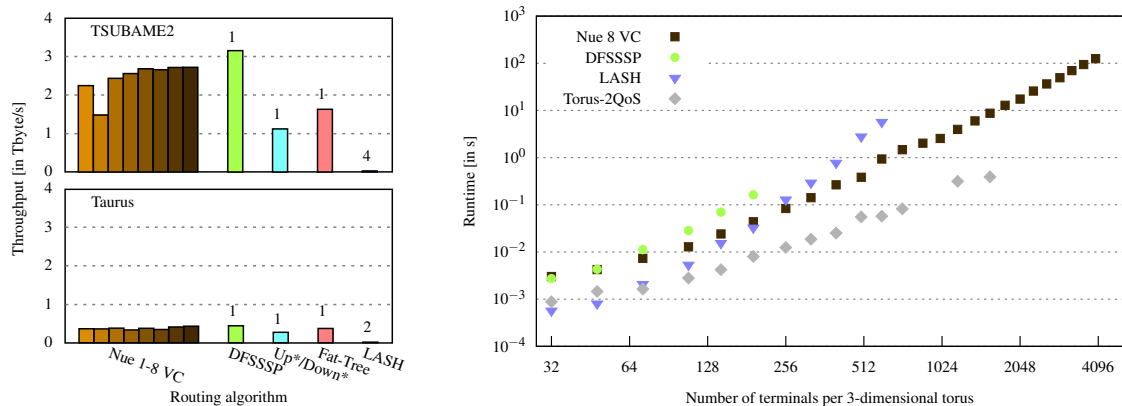 TSUBAME2
4
3
2
1
0
1
1
1
4
Taurus
4
3
2
1
0
1
1
1
2
Throughput [in Tbyte/s]
Nue 1-8 VC
DFSSSP
Up*/Down*
Fat-Tree
LASH
Routing algorithm
Nue 8 VC
DFSSSP
LASH
Torus-2QoS
Runtime [in s]
10^3
10^2
10^1
10^0
10^−1
10^−2
10^−3
10^−4
32
64
128
256
512
1024
2048
4096
Number of terminals per 3-dimensional torus